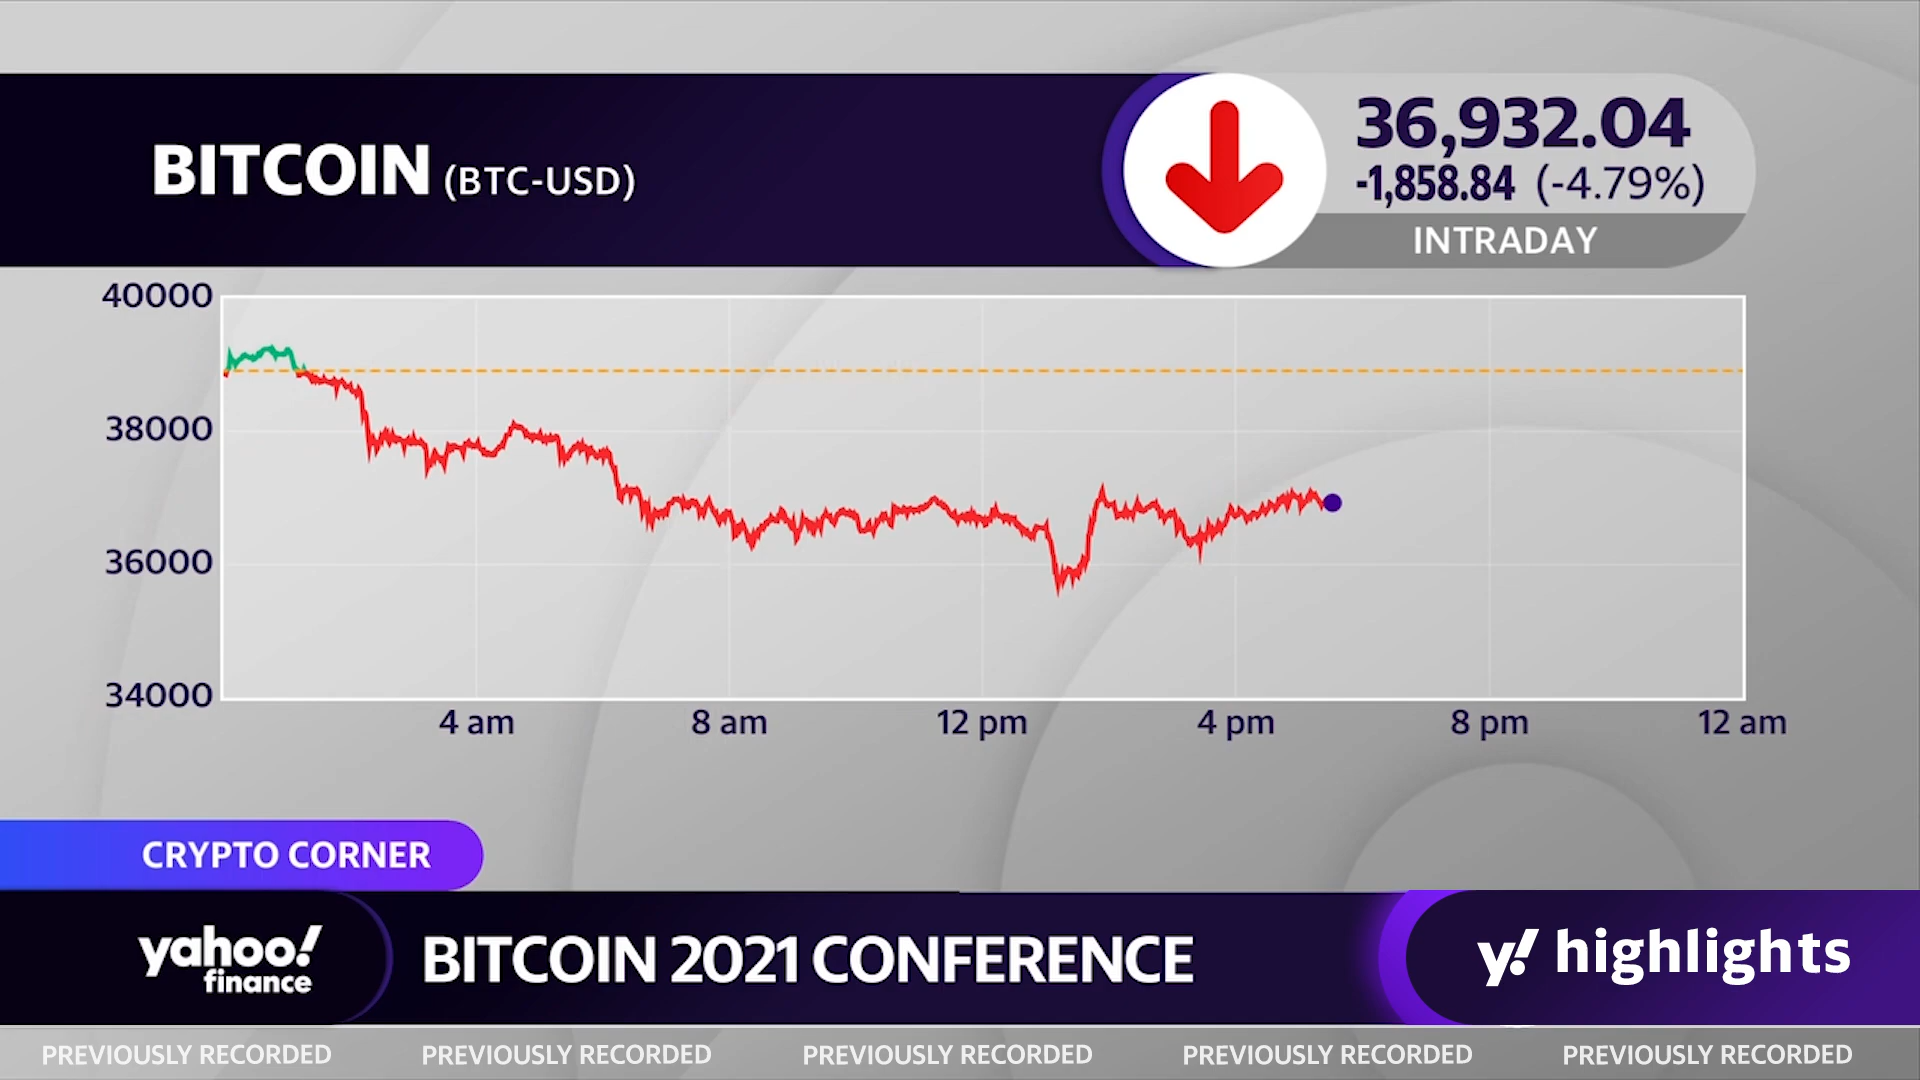 BITCOIN (BTC-USD)
36,932.04
-1,858.84 (-4.79%)
INTRADAY
40000
38000
36000
34000
4 am 8 am 12 pm 4 pm 8 pm 12 am
CRYPTO CORNER
yahoo! finance
BITCOIN 2021 CONFERENCE
y! highlights
PREVIOUSLY RECORDED PREVIOUSLY RECORDED PREVIOUSLY RECORDED PREVIOUSLY RECORDED PREVIOUSLY RECORDED